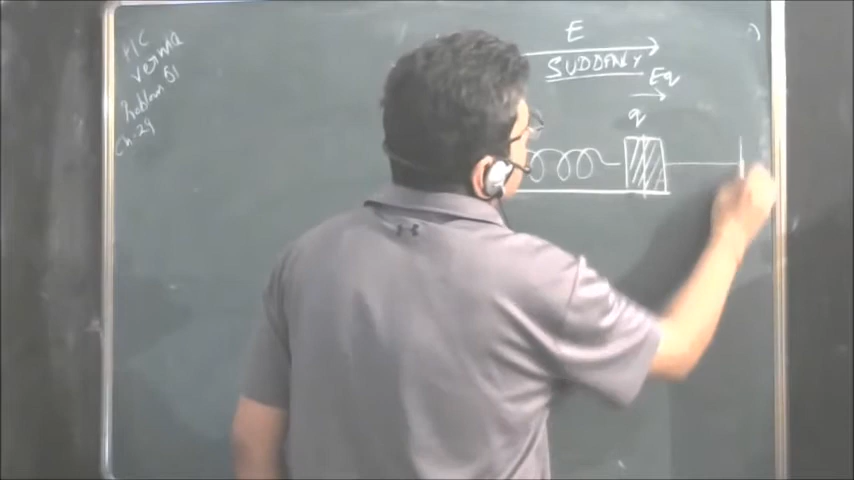 HC
Verma
Problem 51
Ch-29
E
SUDDENLY
Eq
q